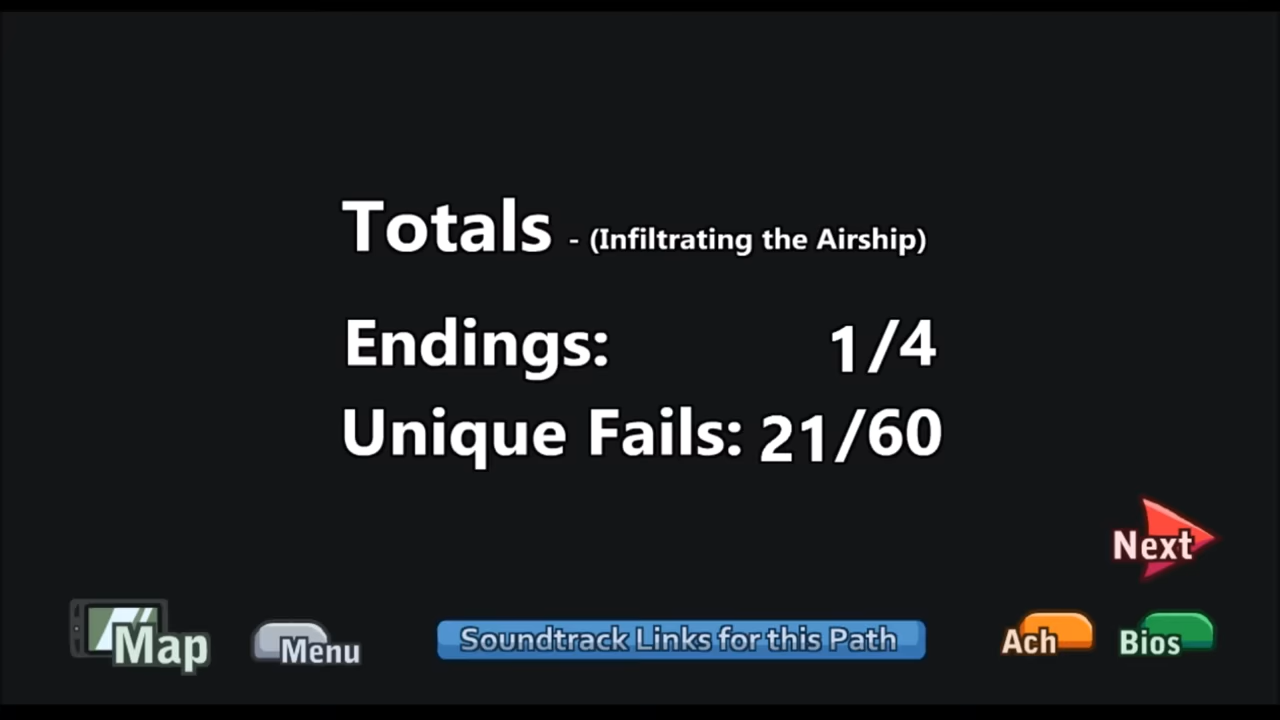 Totals - (Infiltrating the Airship)
Endings: 1/4
Unique Fails: 21/60
Next
Map Menu Soundtrack Links for this Path Ach Bios